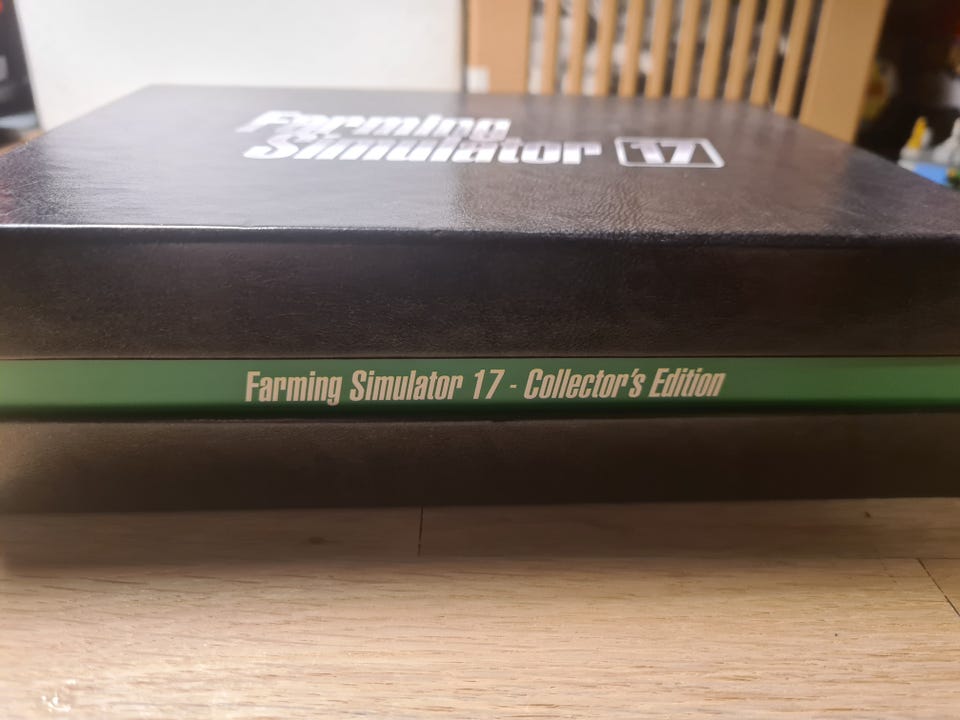 Farming
Simulator 17
Farming Simulator 17 - Collector's Edition